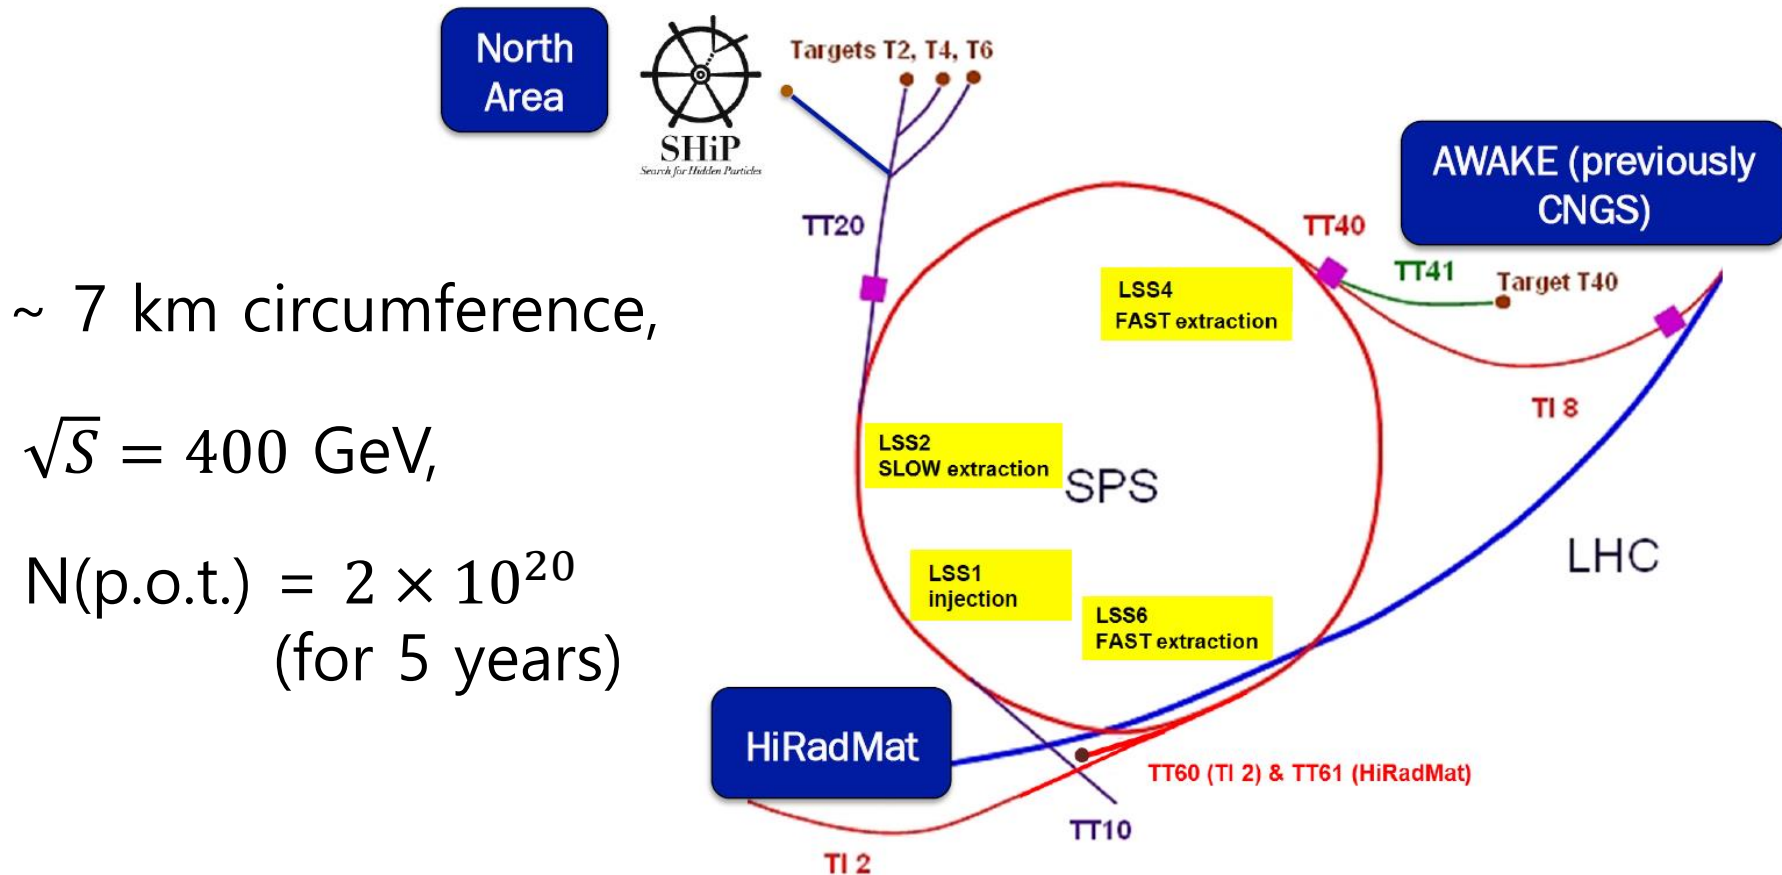 North
Area
SHiP
Search for Hidden Particles
Targets T2, T4, T6
AWAKE (previously
CNGS)
TT20
TT40
TT41
Target T40
LSS4
FAST extraction
~ 7 km circumference,
TI 8
√S = 400 GeV,
LSS2
SLOW extraction
SPS
LHC
N(p.o.t.) = 2 × 10²⁰
(for 5 years)
LSS1
injection
LSS6
FAST extraction
HiRadMat
TT60 (TI 2) & TT61 (HiRadMat)
TT10
TI 2